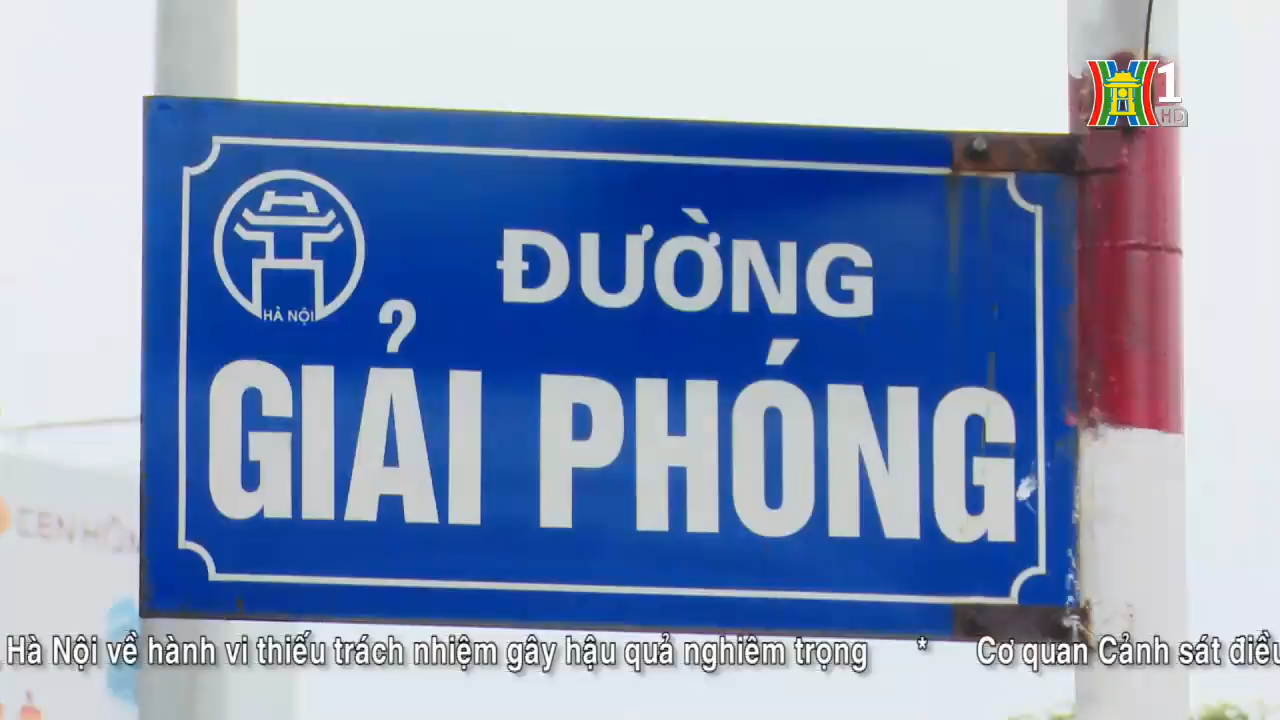 1
HD
HÀ NỘI
ĐƯỜNG
GIẢI PHÓNG
Hà Nội về hành vi thiếu trách nhiệm gây hậu quả nghiêm trọng * Cơ quan Cảnh sát điều